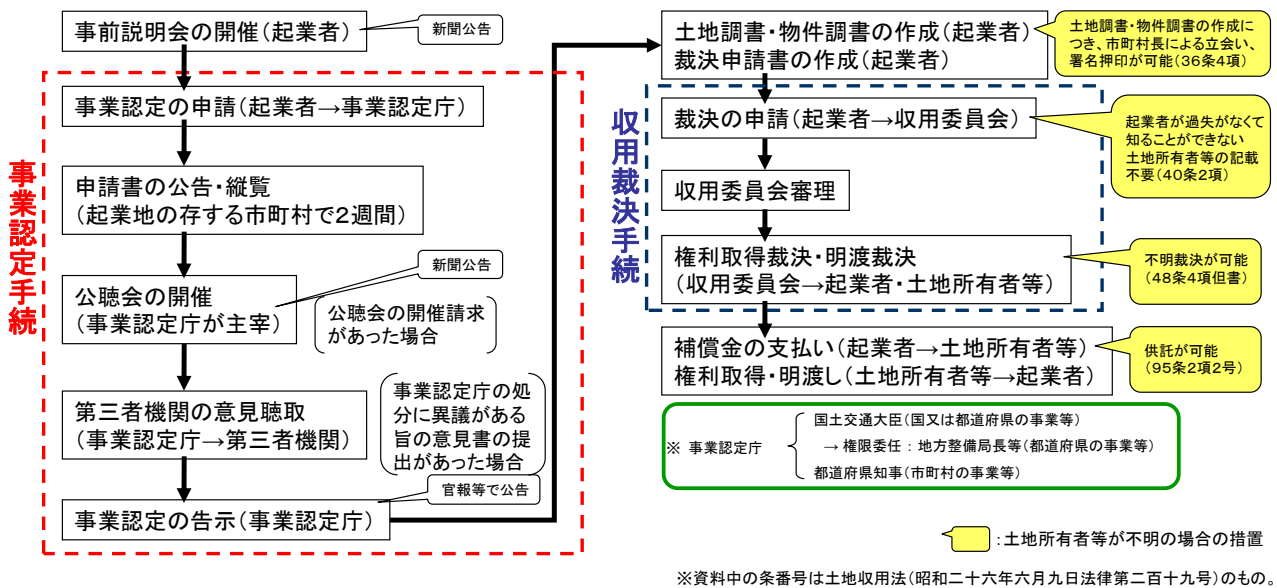 事前説明会の開催(起業者)
新聞公告
事業認定手続
事業認定の申請(起業者→事業認定庁)
申請書の公告・縦覧
(起業地の存する市町村で2週間)
新聞公告
公聴会の開催
(事業認定庁が主宰)
公聴会の開催請求
があった場合
第三者機関の意見聴取
(事業認定庁→第三者機関)
事業認定庁の処
分に異議がある
旨の意見書の提
出があった場合
官報等で公告
事業認定の告示(事業認定庁)
土地調書・物件調書の作成(起業者)
裁決申請書の作成(起業者)
土地調書・物件調書の作成に
つき、市町村長による立会い、
署名押印が可能(36条4項)
収用裁決手続
裁決の申請(起業者→収用委員会)
起業者が過失がなくて
知ることができない
土地所有者等の記載
不要(40条2項)
収用委員会審理
権利取得裁決・明渡裁決
(収用委員会→起業者・土地所有者等)
不明裁決が可能
(48条4項但書)
補償金の支払い(起業者→土地所有者等)
権利取得・明渡し(土地所有者等→起業者)
供託が可能
(95条2項2号)
※ 事業認定庁
国土交通大臣(国又は都道府県の事業等)
→ 権限委任 : 地方整備局長等(都道府県の事業等)
都道府県知事(市町村の事業等)
:土地所有者等が不明の場合の措置
※資料中の条番号は土地収用法(昭和二十六年六月九日法律第二百十九号)のもの。